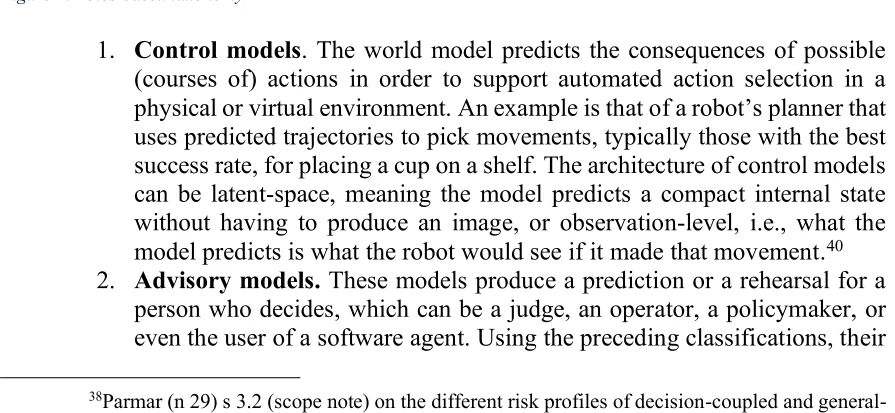 1. Control models. The world model predicts the consequences of possible
(courses of) actions in order to support automated action selection in a
physical or virtual environment. An example is that of a robot’s planner that
uses predicted trajectories to pick movements, typically those with the best
success rate, for placing a cup on a shelf. The architecture of control models
can be latent-space, meaning the model predicts a compact internal state
without having to produce an image, or observation-level, i.e., what the
model predicts is what the robot would see if it made that movement.40
2. Advisory models. These models produce a prediction or a rehearsal for a
person who decides, which can be a judge, an operator, a policymaker, or
even the user of a software agent. Using the preceding classifications, their
38Parmar (n 29) s 3.2 (scope note) on the different risk profiles of decision-coupled and general-